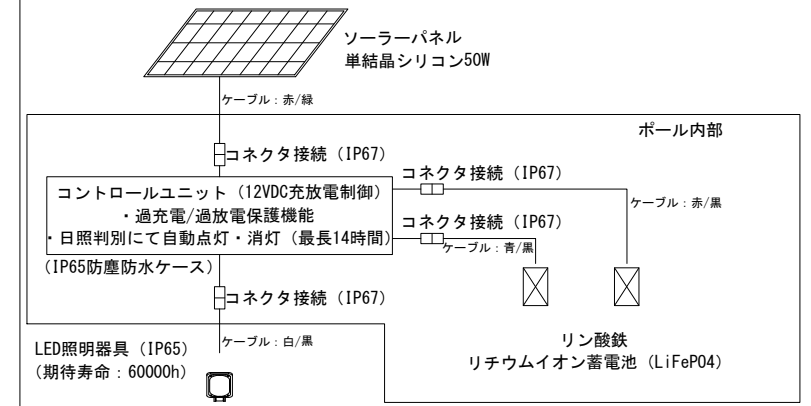 ソーラーパネル
単結晶シリコン50W
ケーブル：赤/緑
ポール内部
コネクタ接続（IP67）
コネクタ接続（IP67）
コントロールユニット（12VDC充放電制御）
・過充電/過放電保護機能
・日照判別にて自動点灯・消灯（最長14時間）
ケーブル：赤/黒
コネクタ接続（IP67）
ケーブル：青/黒
（IP65防塵防水ケース）
コネクタ接続（IP67）
ケーブル：白/黒
LED照明器具（IP65）
（期待寿命：60000h）
リン酸鉄
リチウムイオン蓄電池（LiFePO4）